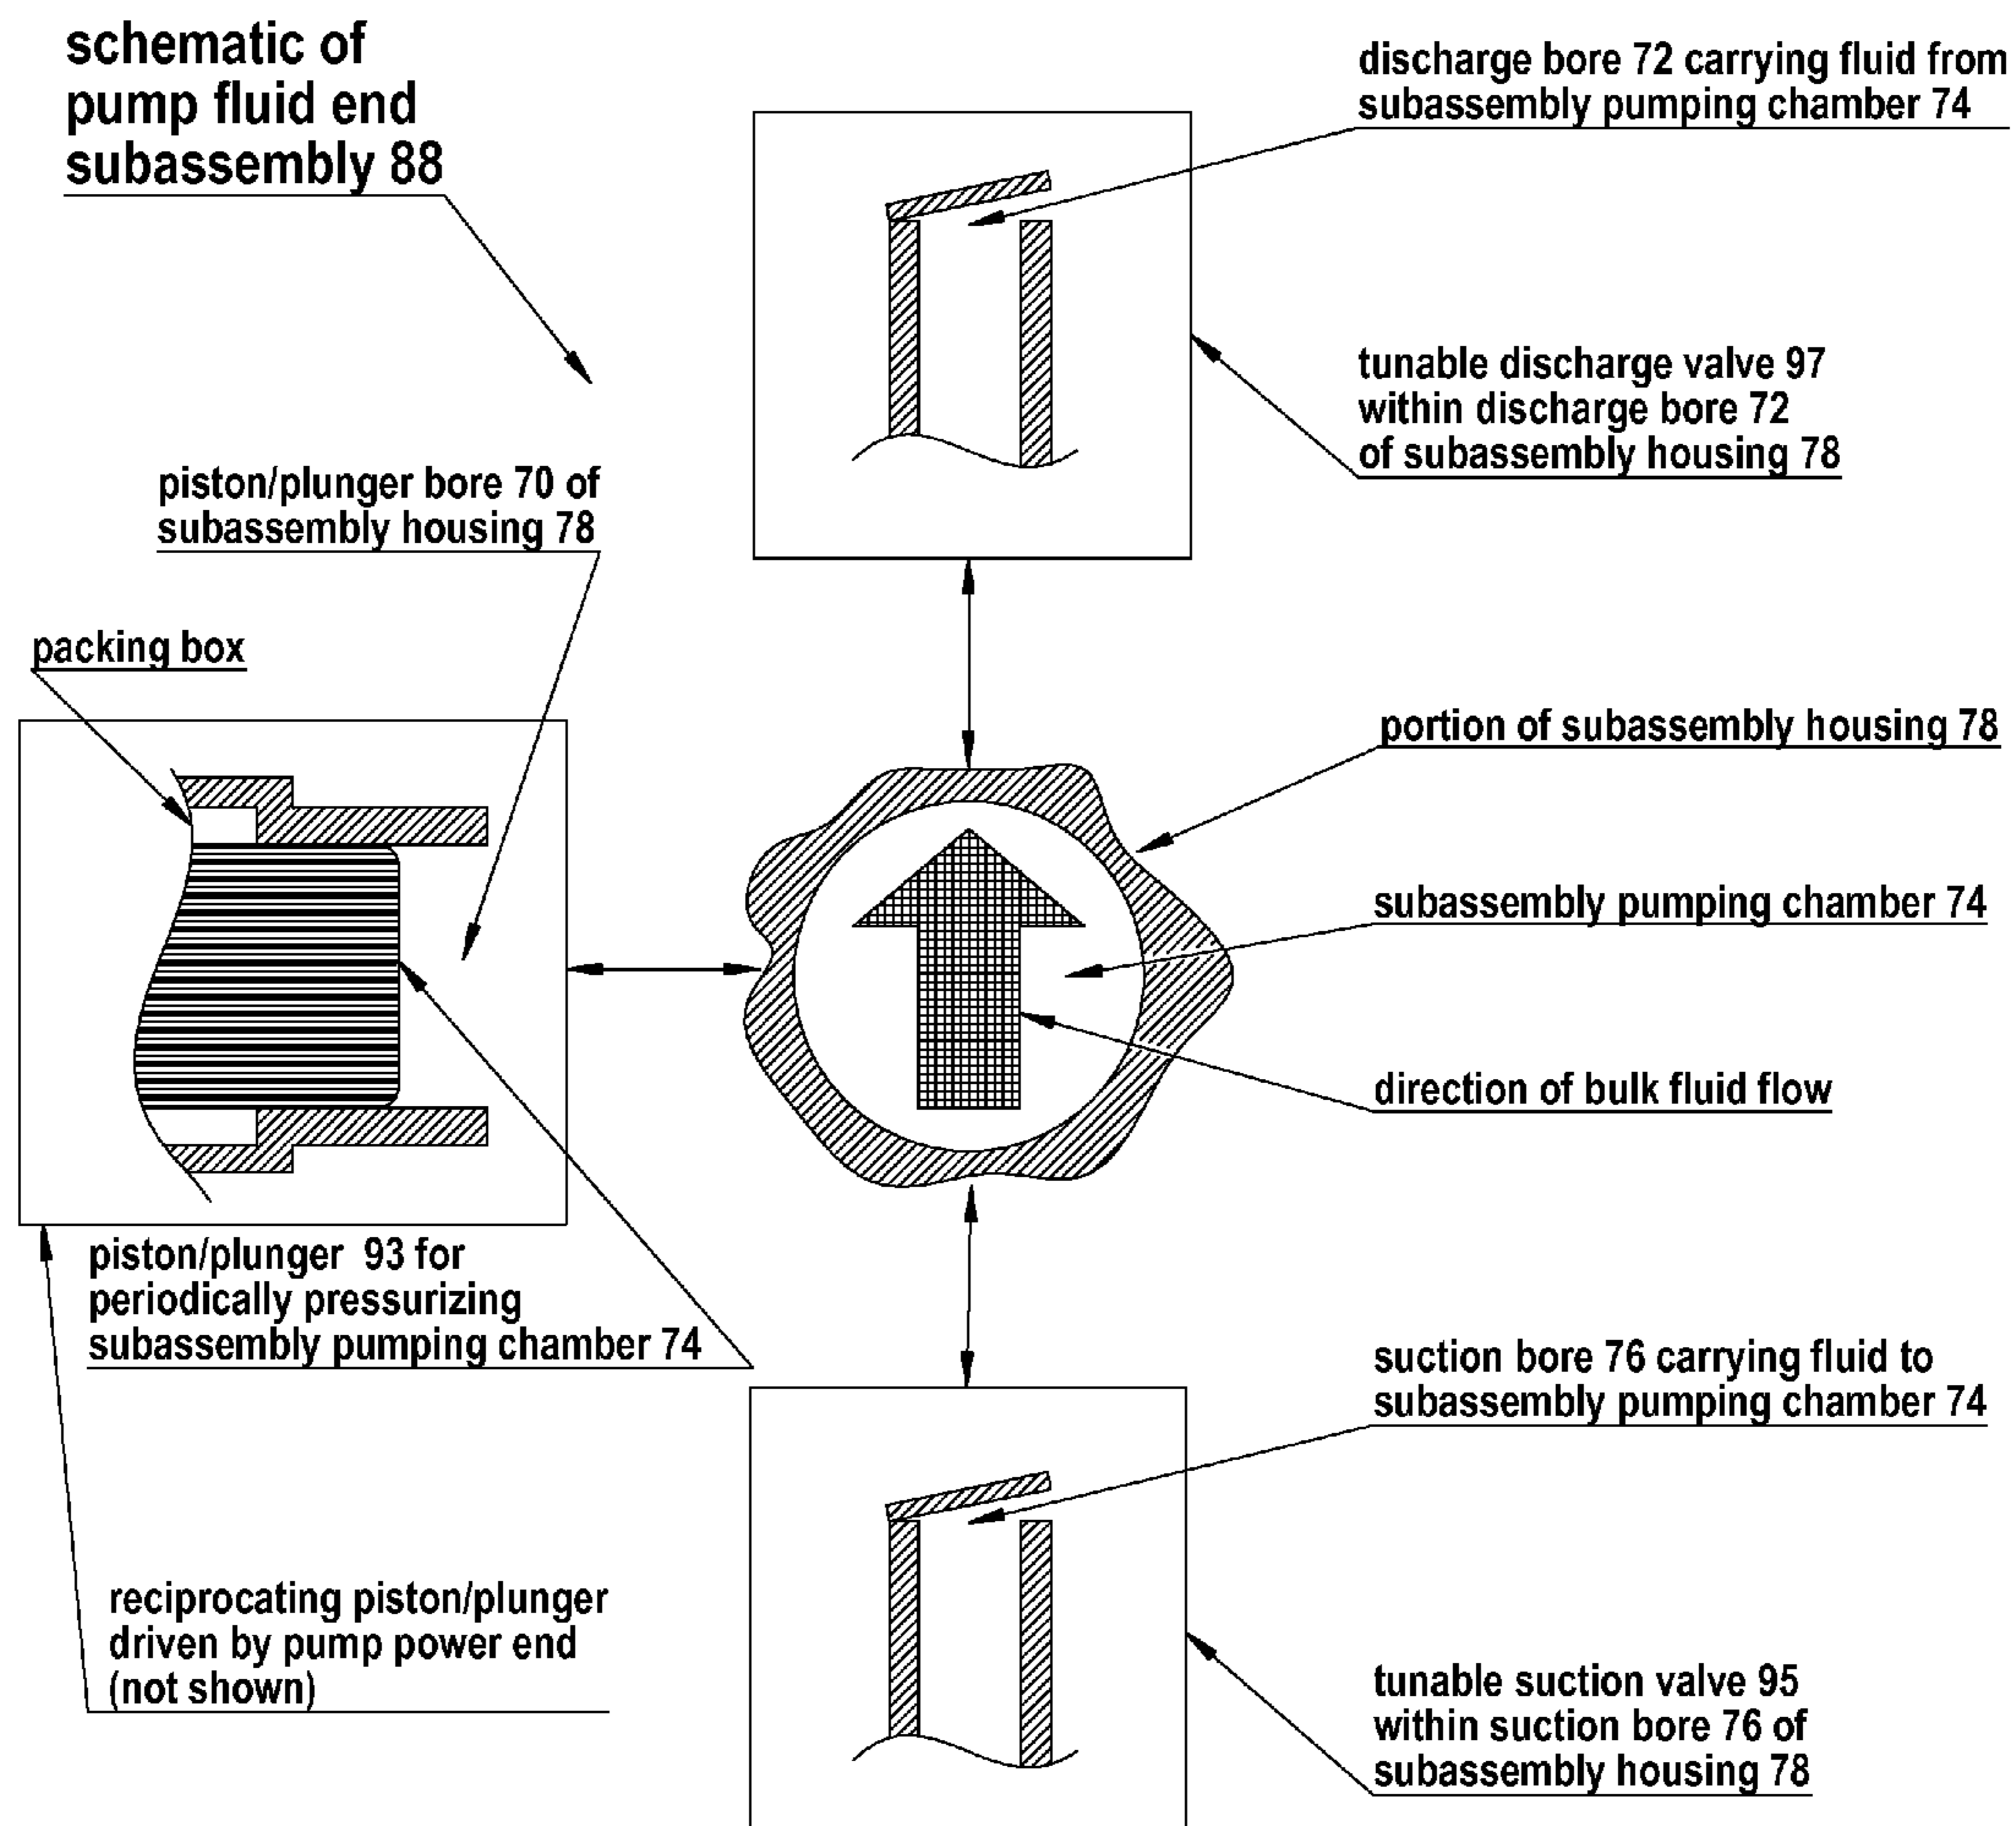 schematic of
pump fluid end
subassembly 88
discharge bore 72 carrying fluid from
subassembly pumping chamber 74
tunable discharge valve 97
within discharge bore 72
of subassembly housing 78
piston/plunger bore 70 of
subassembly housing 78
packing box
portion of subassembly housing 78
subassembly pumping chamber 74
direction of bulk fluid flow
piston/plunger 93 for
periodically pressurizing
subassembly pumping chamber 74
suction bore 76 carrying fluid to
subassembly pumping chamber 74
reciprocating piston/plunger
driven by pump power end
(not shown)
tunable suction valve 95
within suction bore 76 of
subassembly housing 78